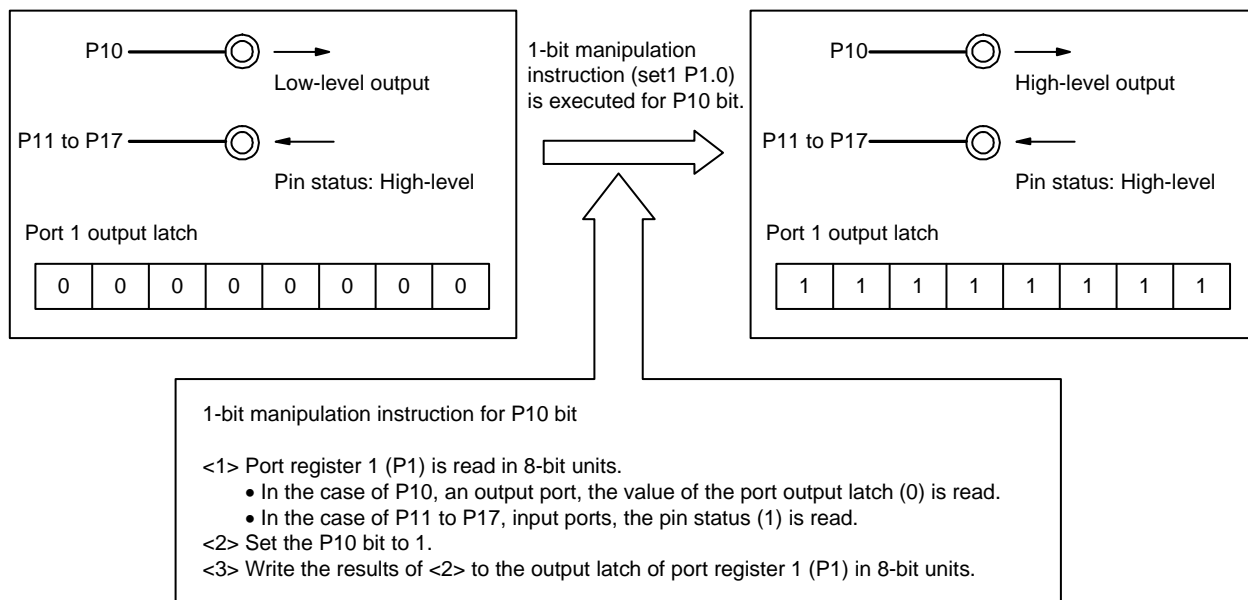 P10
Low-level output
P11 to P17
Pin status: High-level
Port 1 output latch
0 0 0 0 0 0 0 0
1-bit manipulation
instruction (set1 P1.0)
is executed for P10 bit.
P10
High-level output
P11 to P17
Pin status: High-level
Port 1 output latch
1 1 1 1 1 1 1 1
1-bit manipulation instruction for P10 bit
<1> Port register 1 (P1) is read in 8-bit units.
• In the case of P10, an output port, the value of the port output latch (0) is read.
• In the case of P11 to P17, input ports, the pin status (1) is read.
<2> Set the P10 bit to 1.
<3> Write the results of <2> to the output latch of port register 1 (P1) in 8-bit units.